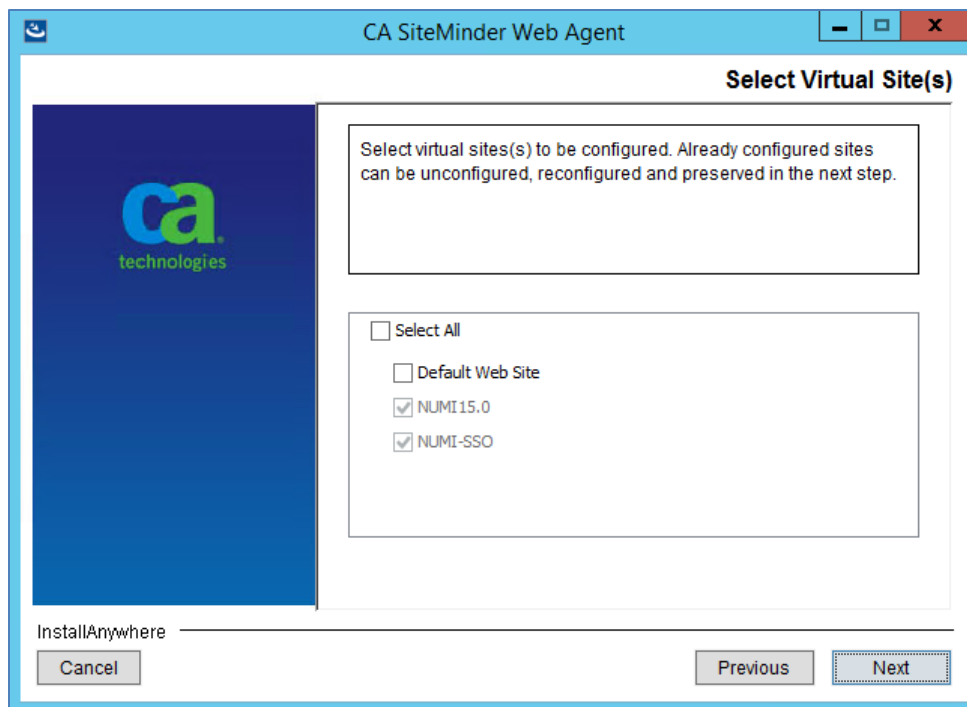 CA SiteMinder Web Agent
Select Virtual Site(s)
ca
technologies
Select virtual sites(s) to be configured. Already configured sites
can be unconfigured, reconfigured and preserved in the next step.
Select All
Default Web Site
NUMI15.0
NUMI-SSO
InstallAnywhere
Cancel
Previous
Next